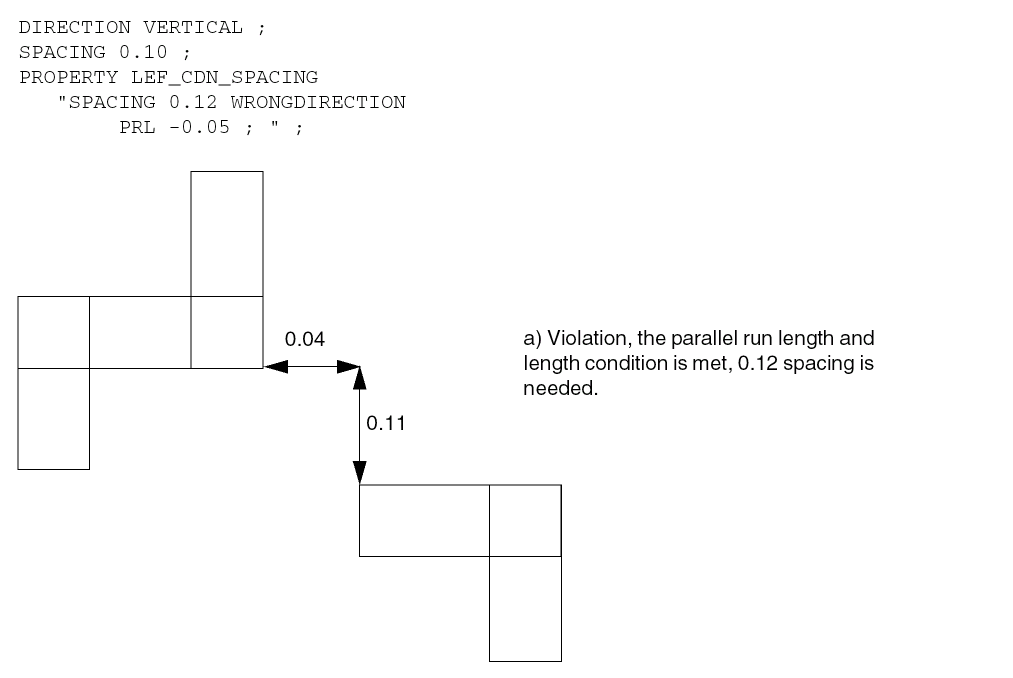 DIRECTION VERTICAL ;
SPACING 0.10 ;
PROPERTY LEF_CDN_SPACING
"SPACING 0.12 WRONGDIRECTION
PRL -0.05 ; " ;
0.04
a) Violation, the parallel run length and
length condition is met, 0.12 spacing is
needed.
0.11